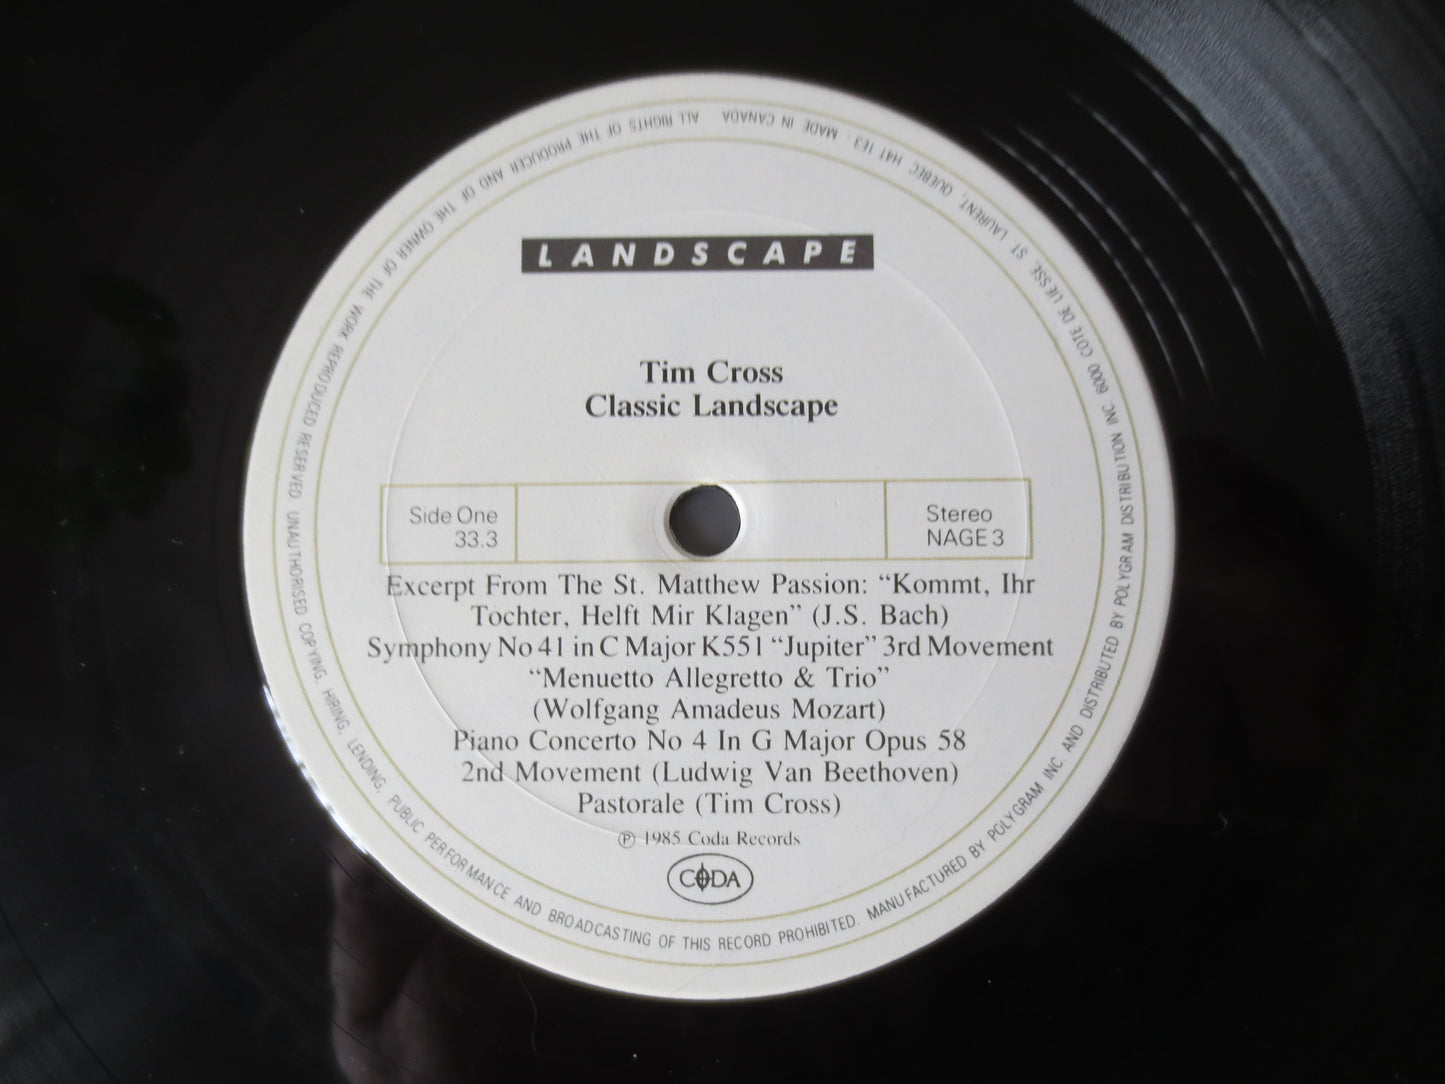 LANDSCAPE
Tim Cross
Classic Landscape
Side One
33.3
Stereo
NAGE 3
Excerpt From The St. Matthew Passion: “Kommt, Ihr
Tochter, Helft Mir Klagen” (J.S. Bach)
Symphony No 41 in C Major K551 “Jupiter” 3rd Movement
“Menuetto Allegretto & Trio”
(Wolfgang Amadeus Mozart)
Piano Concerto No 4 In G Major Opus 58
2nd Movement (Ludwig Van Beethoven)
Pastorale (Tim Cross)
℗ 1985 Coda Records
CODA
ALL RIGHTS OF THE PRODUCER AND OF THE OWNER OF THE WORK REPRODUCED RESERVED. UNAUTHORISED COPYING, HIRING, LENDING, PUBLIC PERFORMANCE AND BROADCASTING OF THIS RECORD PROHIBITED. MANUFACTURED BY POLYGRAM INC. AND DISTRIBUTED BY POLYGRAM DISTRIBUTION INC. 6000 COTE DE LIESSE, ST. LAURENT, QUEBEC H4T 1E3 · MADE IN CANADA